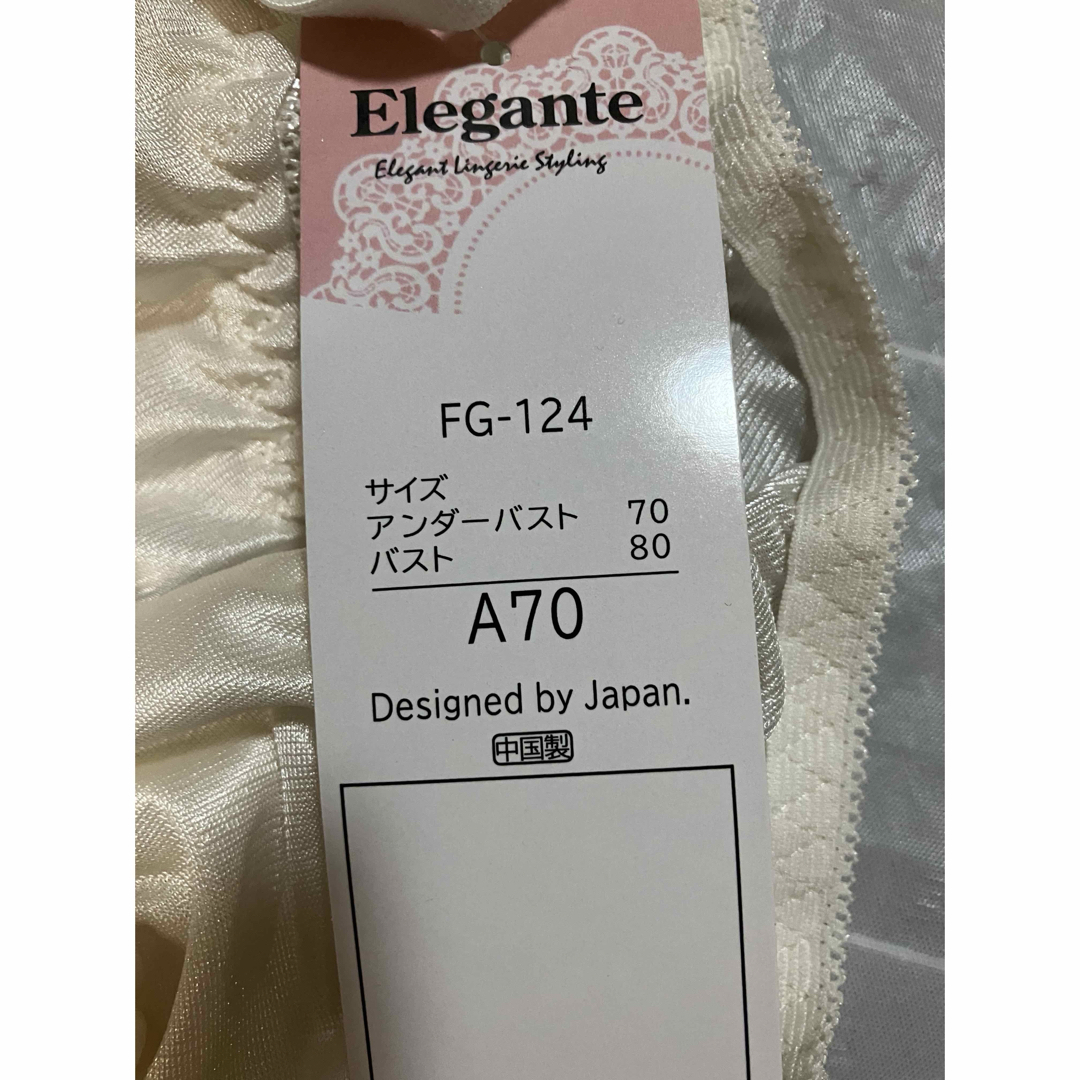 Elegante
Elegant Lingerie Styling
FG-124
サイズ
アンダーバスト 70
バスト 80
A70
Designed by Japan.
中国製